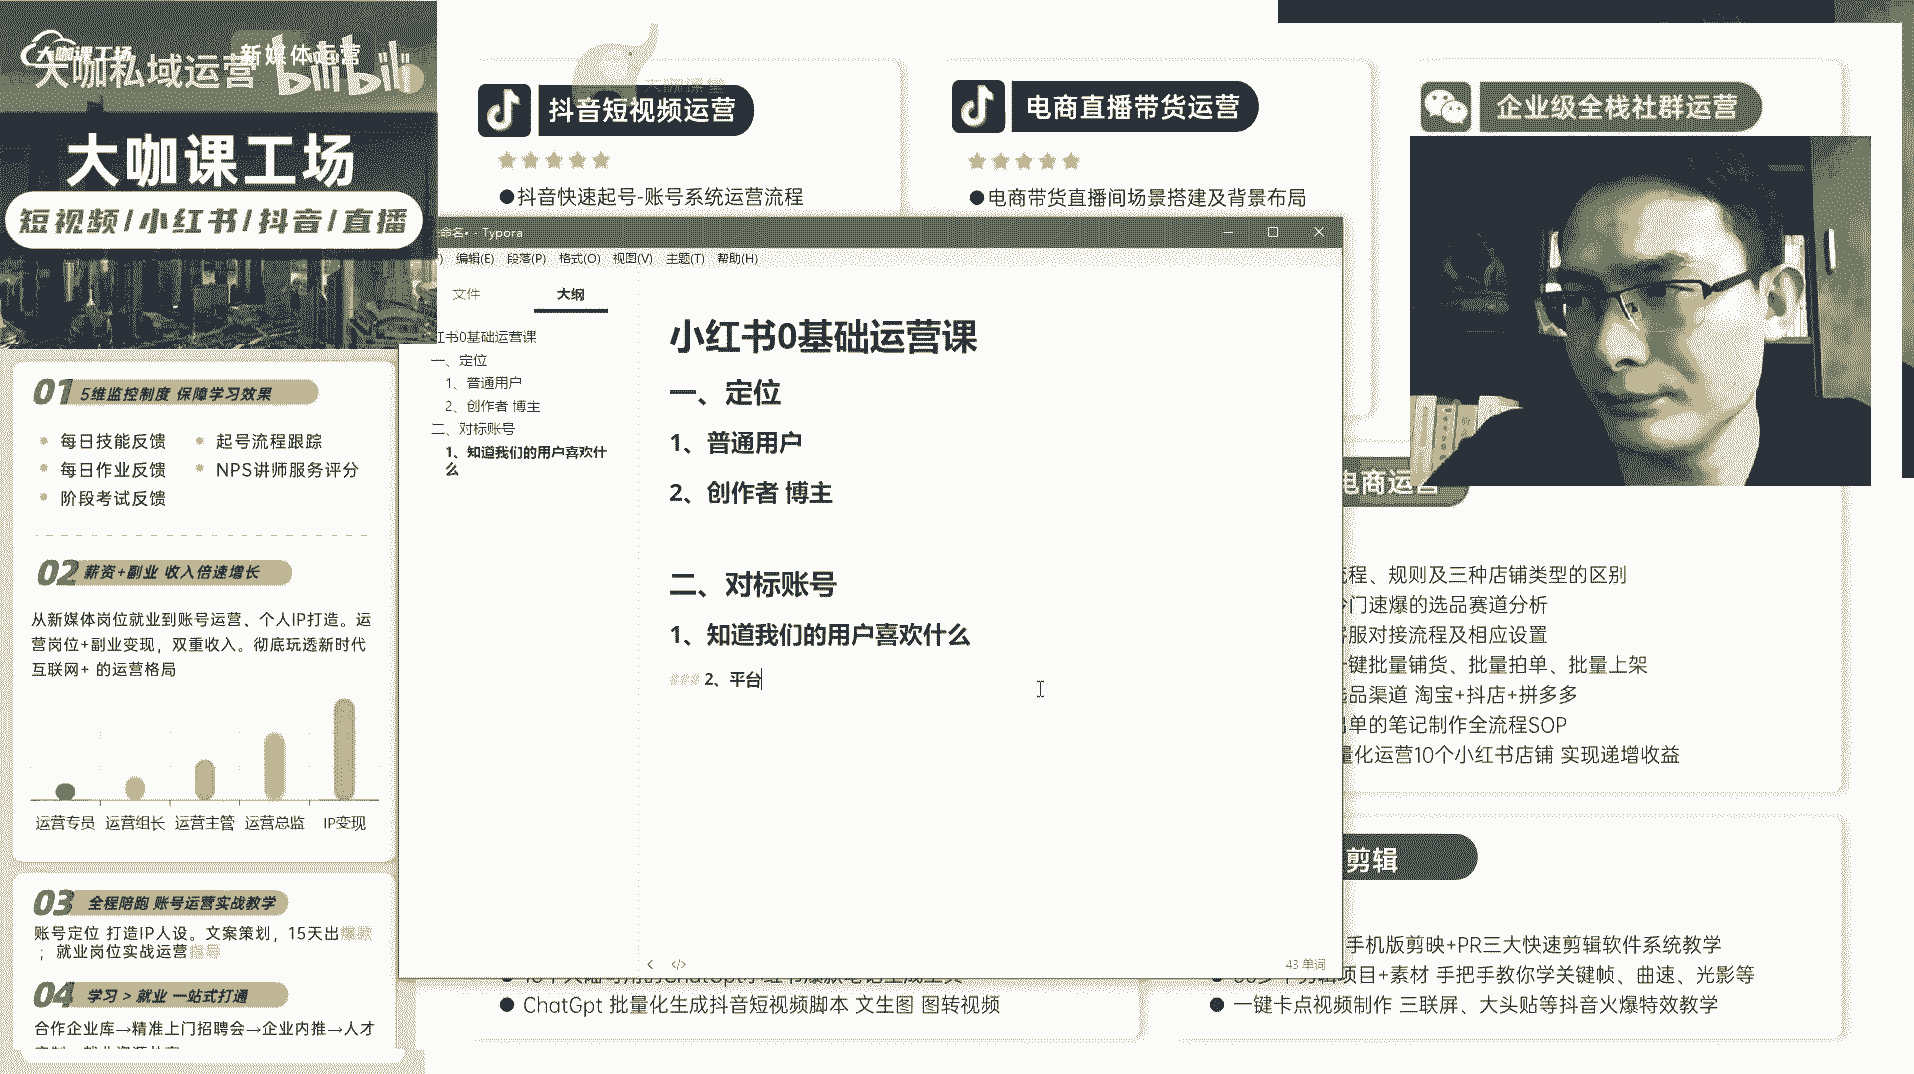 大咖课工场
新媒体运营
大咖私域运营
bilibili
大咖课工场
短视频/小红书/抖音/直播
01 5维监控制度 保障学习效果
每日技能反馈
起号流程跟踪
每日作业反馈
NPS讲师服务评分
阶段考试反馈
02 薪资+副业 收入倍速增长
从新媒体岗位就业到账号运营、个人IP打造。运
营岗位+副业变现，双重收入。彻底玩透新时代
互联网+ 的运营格局
运营专员 运营组长 运营主管 运营总监 IP变现
03 全程陪跑 账号运营实战教学
账号定位 打造IP人设。文案策划，15天出爆款
；就业岗位实战运营指导
04 学习 > 就业 一站式打通
合作企业库→精准上门招聘会→企业内推→人才
大咖课堂
抖音短视频运营
●抖音快速起号-账号系统运营流程
电商直播带货运营
●电商带货直播间场景搭建及背景布局
企业级全栈社群运营
命名• - Typora
编辑(E) 段落(P) 格式(O) 视图(V) 主题(T) 帮助(H)
文件 大纲
红书0基础运营课
一、定位
1、普通用户
2、创作者 博主
二、对标账号
1、知道我们的用户喜欢什
么
小红书0基础运营课
一、定位
1、普通用户
2、创作者 博主
二、对标账号
1、知道我们的用户喜欢什么
### 2、平台
43 单词
电商运营
流程、规则及三种店铺类型的区别
门速爆的选品赛道分析
客服对接流程及相应设置
一键批量铺货、批量拍单、批量上架
选品渠道 淘宝+抖店+拼多多
出单的笔记制作全流程SOP
量化运营10个小红书店铺 实现递增收益
剪辑
手机版剪映+PR三大快速剪辑软件系统教学
项目+素材 手把手教你学关键帧、曲速、光影等
● 一键卡点视频制作 三联屏、大头贴等抖音火爆特效教学
● ChatGpt 批量化生成抖音短视频脚本 文生图 图转视频